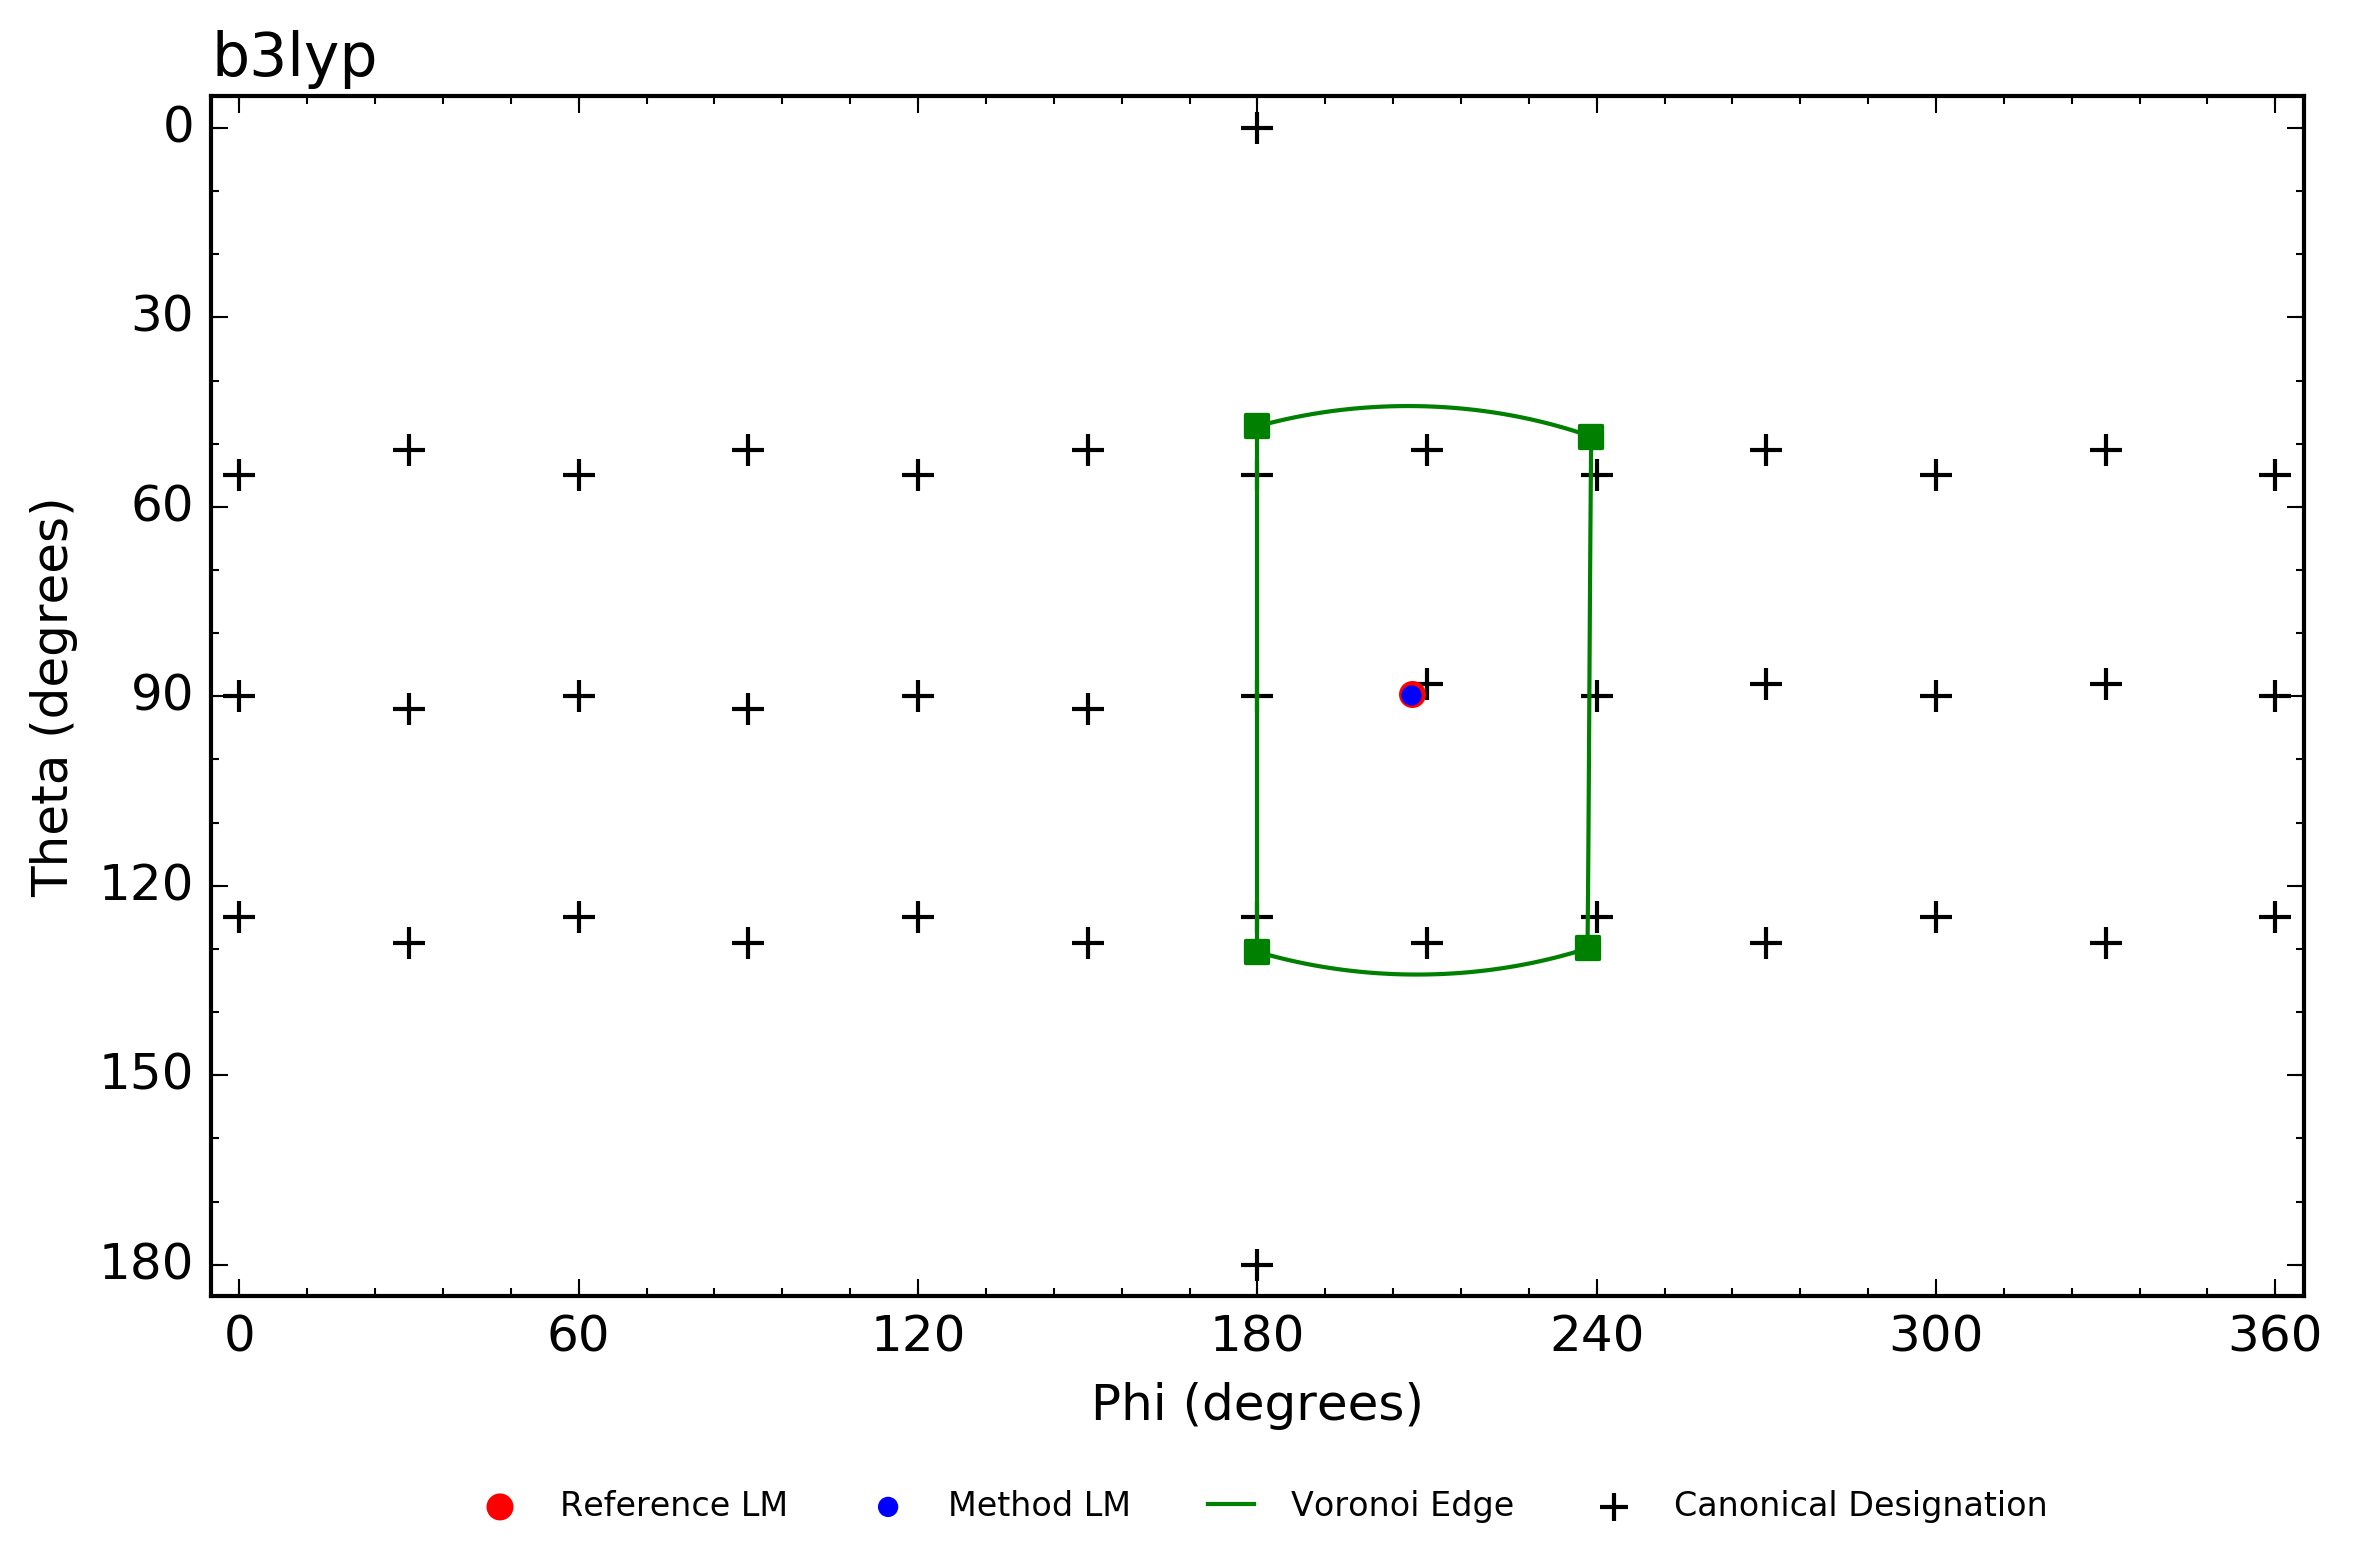 b3lyp
0
30
60
90
120
150
180
Theta (degrees)
0 60 120 180 240 300 360
Phi (degrees)
Reference LM Method LM Voronoi Edge Canonical Designation